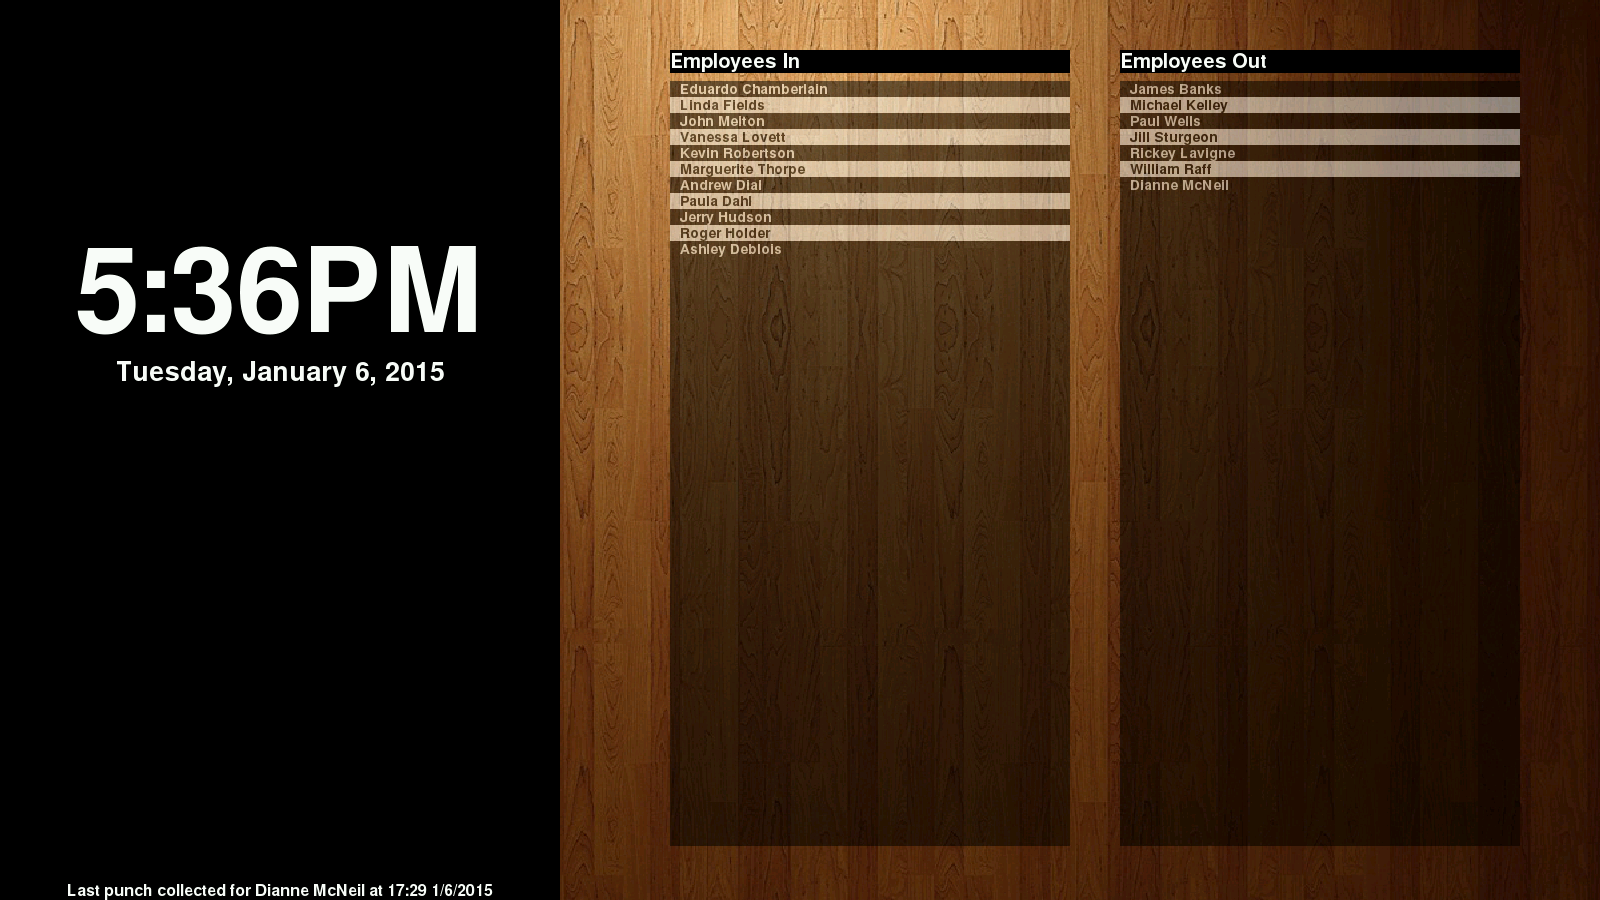 5:36PM
Tuesday, January 6, 2015
Last punch collected for Dianne McNeil at 17:29 1/6/2015
Employees In
Eduardo Chamberlain
Linda Fields
John Melton
Vanessa Lovett
Kevin Robertson
Marguerite Thorpe
Andrew Dial
Paula Dahl
Jerry Hudson
Roger Holder
Ashley Deblois
Employees Out
James Banks
Michael Kelley
Paul Wells
Jill Sturgeon
Rickey Lavigne
William Raff
Dianne McNeil